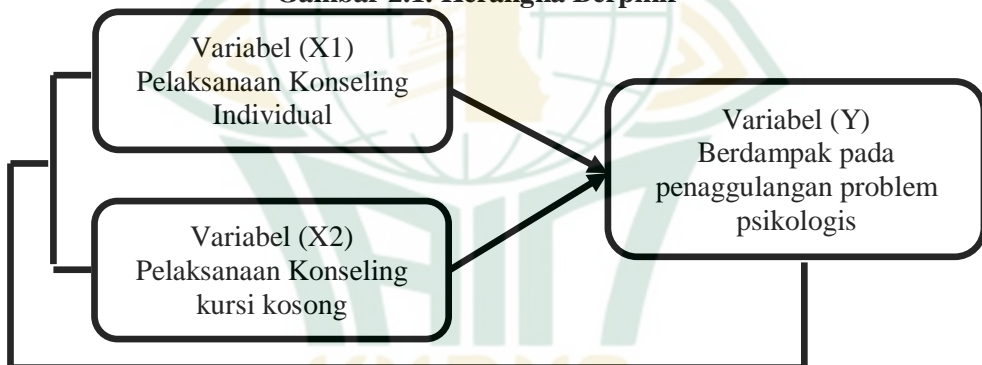 Gambar 2.1. Kerangka Berpikir
Variabel (X1)
Pelaksanaan Konseling
Individual
Variabel (Y)
Berdampak pada
penaggulangan problem
psikologis
Variabel (X2)
Pelaksanaan Konseling
kursi kosong